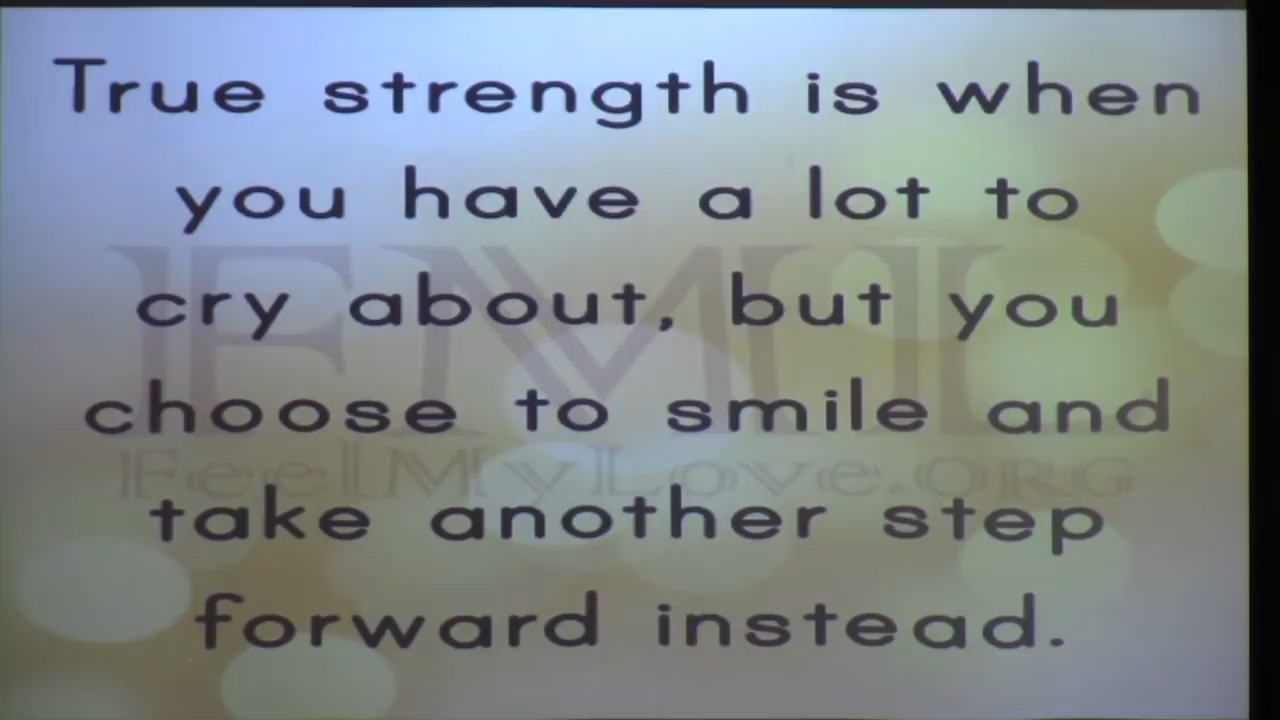 True strength is when
you have a lot to
cry about, but you
choose to smile and
take another step
forward instead.
FML
FeelMyLove.ORG